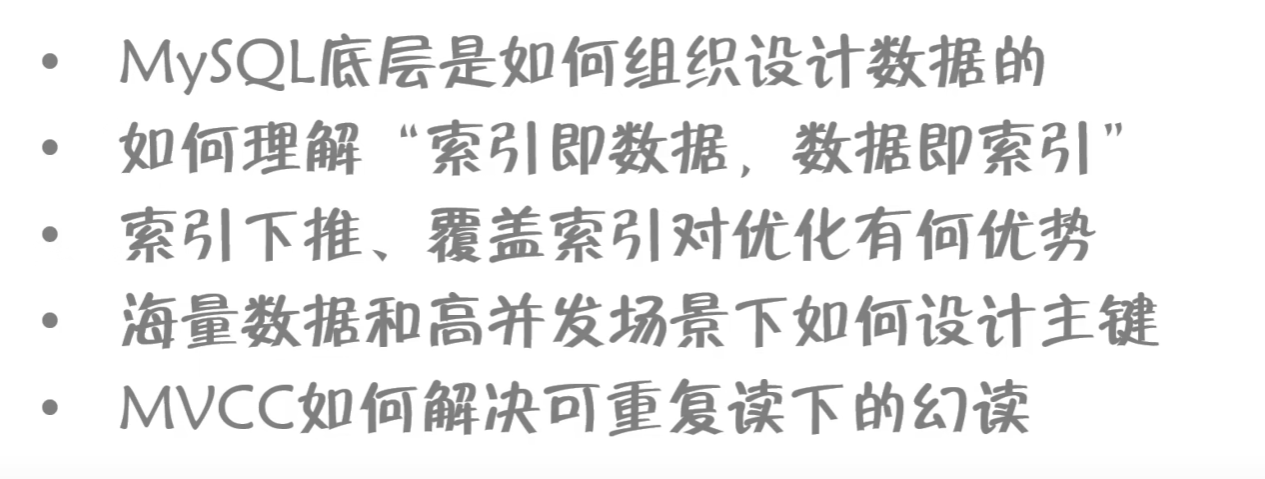 • MySQL底层是如何组织设计数据的
• 如何理解“索引即数据，数据即索引”
• 索引下推、覆盖索引对优化有何优势
• 海量数据和高并发场景下如何设计主键
• MVCC如何解决可重复读下的幻读